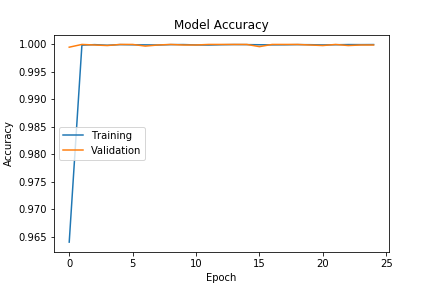 Model Accuracy
1.000
0.995
0.990
0.985
0.980
0.975
0.970
0.965
Accuracy
Training
Validation
0 5 10 15 20 25
Epoch